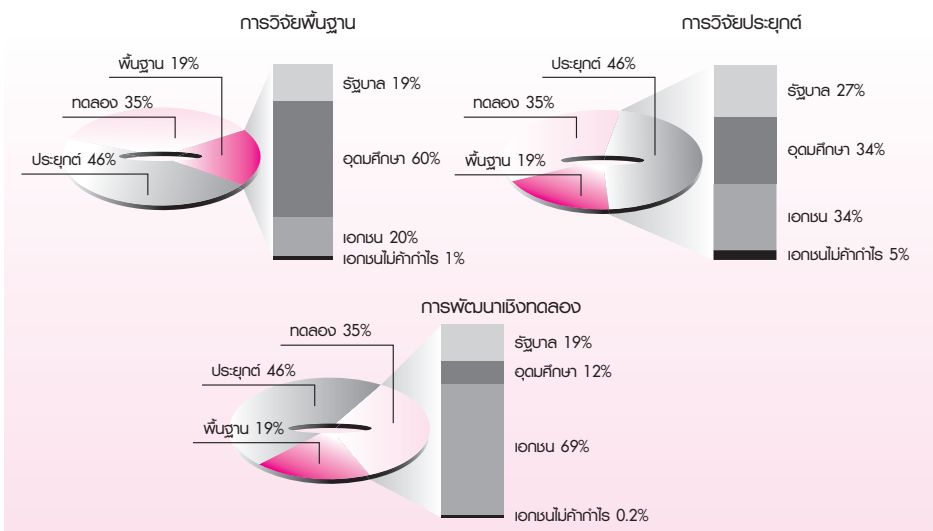 การวิจัยพื้นฐาน
พื้นฐาน 19%
ทดลอง 35%
ประยุกต์ 46%
รัฐบาล 19%
อุดมศึกษา 60%
เอกชน 20%
เอกชนไม่ค้ากำไร 1%
การวิจัยประยุกต์
ประยุกต์ 46%
ทดลอง 35%
พื้นฐาน 19%
รัฐบาล 27%
อุดมศึกษา 34%
เอกชน 34%
เอกชนไม่ค้ากำไร 5%
การพัฒนาเชิงทดลอง
ทดลอง 35%
ประยุกต์ 46%
พื้นฐาน 19%
รัฐบาล 19%
อุดมศึกษา 12%
เอกชน 69%
เอกชนไม่ค้ากำไร 0.2%